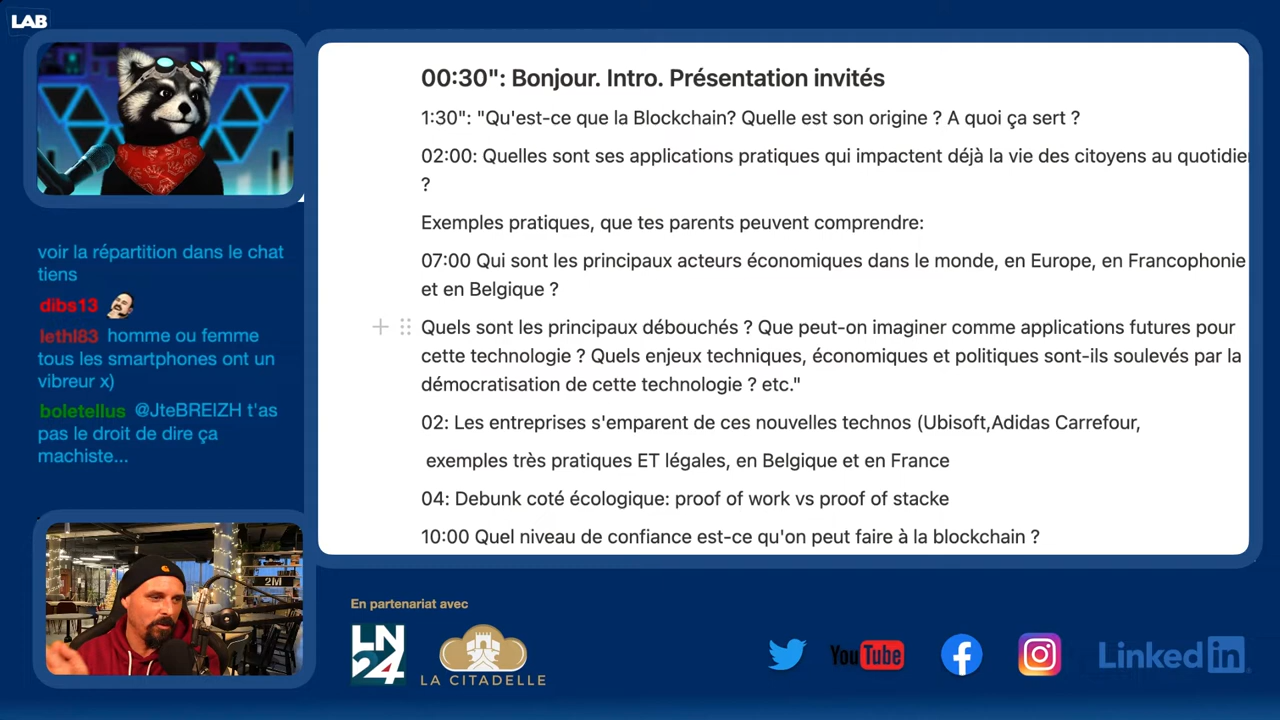 LAB
00:30": Bonjour. Intro. Présentation invités
1:30": "Qu'est-ce que la Blockchain? Quelle est son origine ? A quoi ça sert ?
02:00: Quelles sont ses applications pratiques qui impactent déjà la vie des citoyens au quotidien
?
Exemples pratiques, que tes parents peuvent comprendre:
07:00 Qui sont les principaux acteurs économiques dans le monde, en Europe, en Francophonie
et en Belgique ?
Quels sont les principaux débouchés ? Que peut-on imaginer comme applications futures pour
cette technologie ? Quels enjeux techniques, économiques et politiques sont-ils soulevés par la
démocratisation de cette technologie ? etc."
02: Les entreprises s'emparent de ces nouvelles technos (Ubisoft,Adidas Carrefour,
exemples très pratiques ET légales, en Belgique et en France
04: Debunk coté écologique: proof of work vs proof of stacke
10:00 Quel niveau de confiance est-ce qu'on peut faire à la blockchain ?
voir la répartition dans le chat
tiens
dibs13
lethl83 homme ou femme
tous les smartphones ont un
vibreur x)
boletellus @JteBREIZH t'as
pas le droit de dire ça
machiste...
2M
En partenariat avec
LN
24
LA CITADELLE
YouTube
Linked in